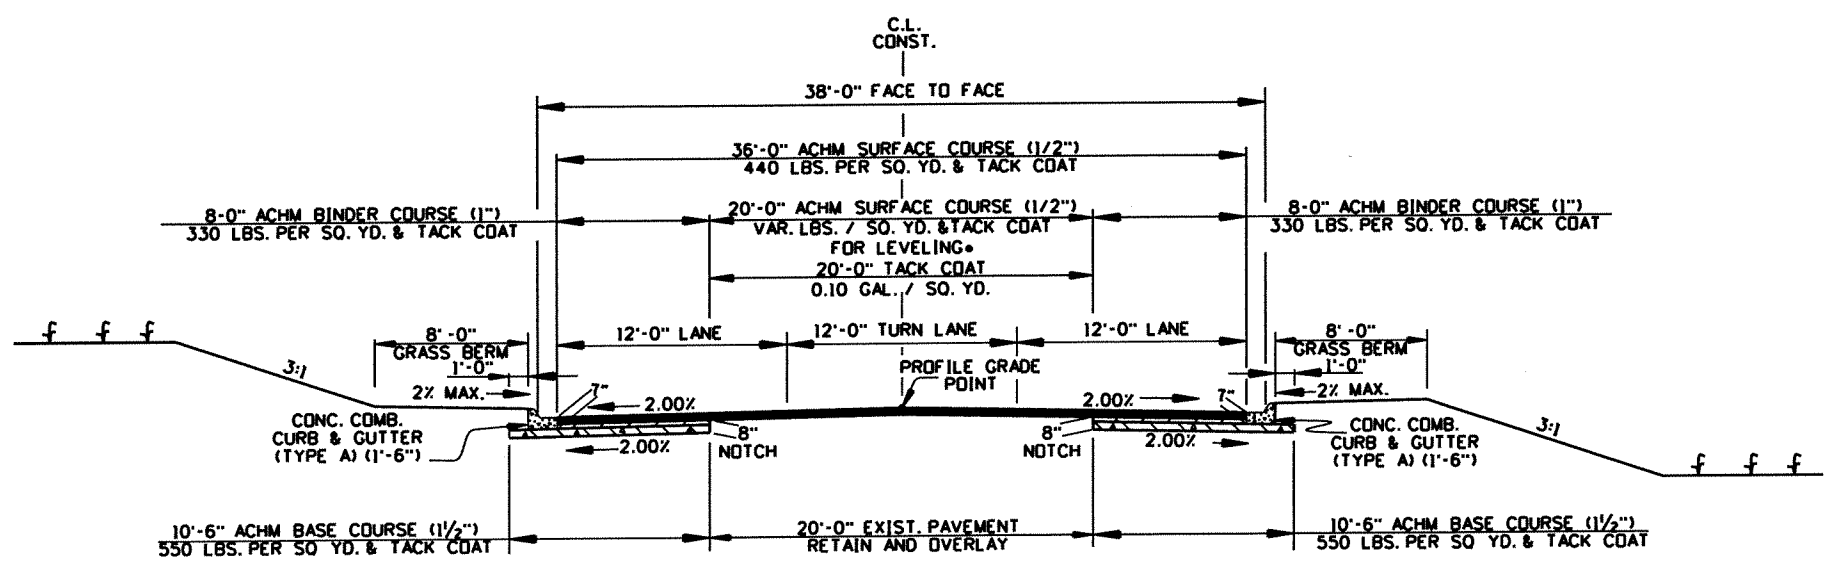 C.L.
CONST.
38'-0" FACE TO FACE
36'-0" ACHM SURFACE COURSE (1/2")
440 LBS. PER SQ. YD. & TACK COAT
8-0" ACHM BINDER COURSE (1")
330 LBS. PER SQ. YD. & TACK COAT
20'-0" ACHM SURFACE COURSE (1/2")
VAR. LBS. / SQ. YD. &TACK COAT
FOR LEVELING•
8-0" ACHM BINDER COURSE (1")
330 LBS. PER SQ. YD. & TACK COAT
20'-0" TACK COAT
0.10 GAL. / SQ. YD.
8'-0"
GRASS BERM
1'-0"
12'-0" LANE
12'-0" TURN LANE
12'-0" LANE
8'-0"
GRASS BERM
1'-0"
3:1
2% MAX.
7"
2.00%
PROFILE GRADE
POINT
2.00%
7"
2% MAX.
3:1
CONC. COMB.
CURB & GUTTER
(TYPE A) (1'-6")
2.00%
8"
NOTCH
8"
NOTCH
2.00%
CONC. COMB.
CURB & GUTTER
(TYPE A) (1'-6")
10'-6" ACHM BASE COURSE (1½")
550 LBS. PER SQ YD. & TACK COAT
20'-0" EXIST. PAVEMENT
RETAIN AND OVERLAY
10'-6" ACHM BASE COURSE (1½")
550 LBS. PER SQ YD. & TACK COAT